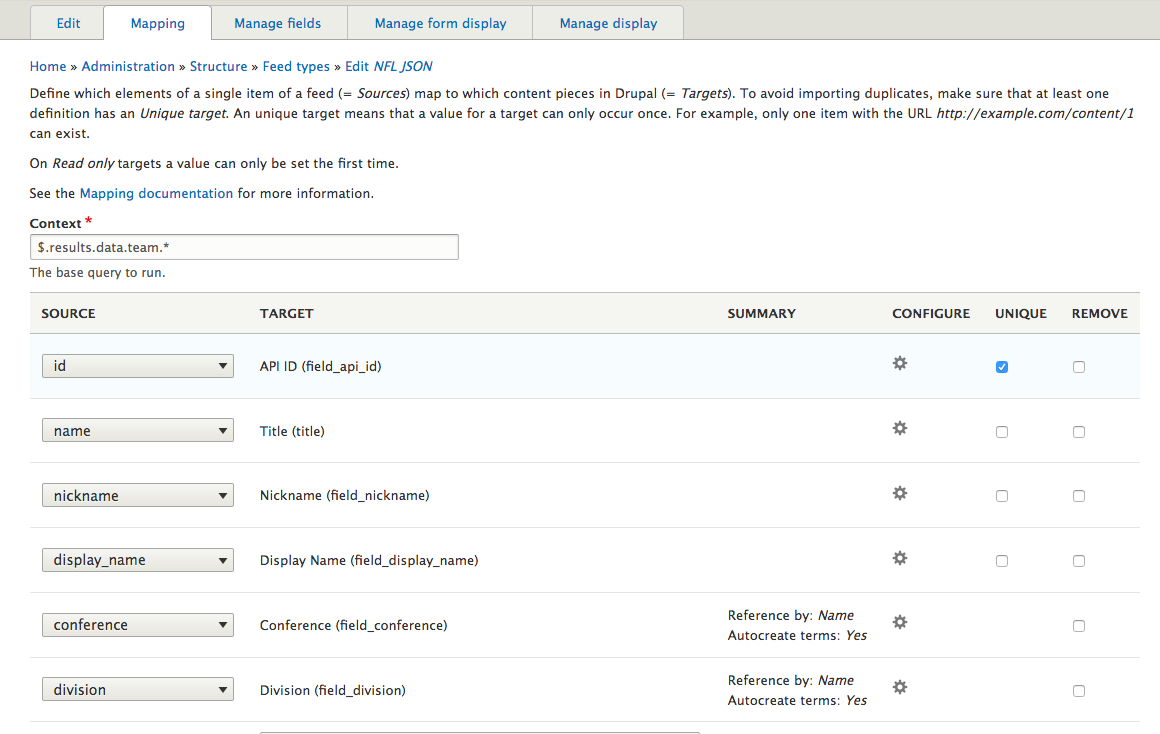 Edit Mapping Manage fields Manage form display Manage display
Home » Administration » Structure » Feed types » Edit NFL JSON
Define which elements of a single item of a feed (= Sources) map to which content pieces in Drupal (= Targets). To avoid importing duplicates, make sure that at least one
definition has an Unique target. An unique target means that a value for a target can only occur once. For example, only one item with the URL http://example.com/content/1
can exist.
On Read only targets a value can only be set the first time.
See the Mapping documentation for more information.
Context *
$.results.data.team.*
The base query to run.
SOURCE TARGET SUMMARY CONFIGURE UNIQUE REMOVE
id API ID (field_api_id)
name Title (title)
nickname Nickname (field_nickname)
display_name Display Name (field_display_name)
conference Conference (field_conference) Reference by: Name
Autocreate terms: Yes
division Division (field_division) Reference by: Name
Autocreate terms: Yes